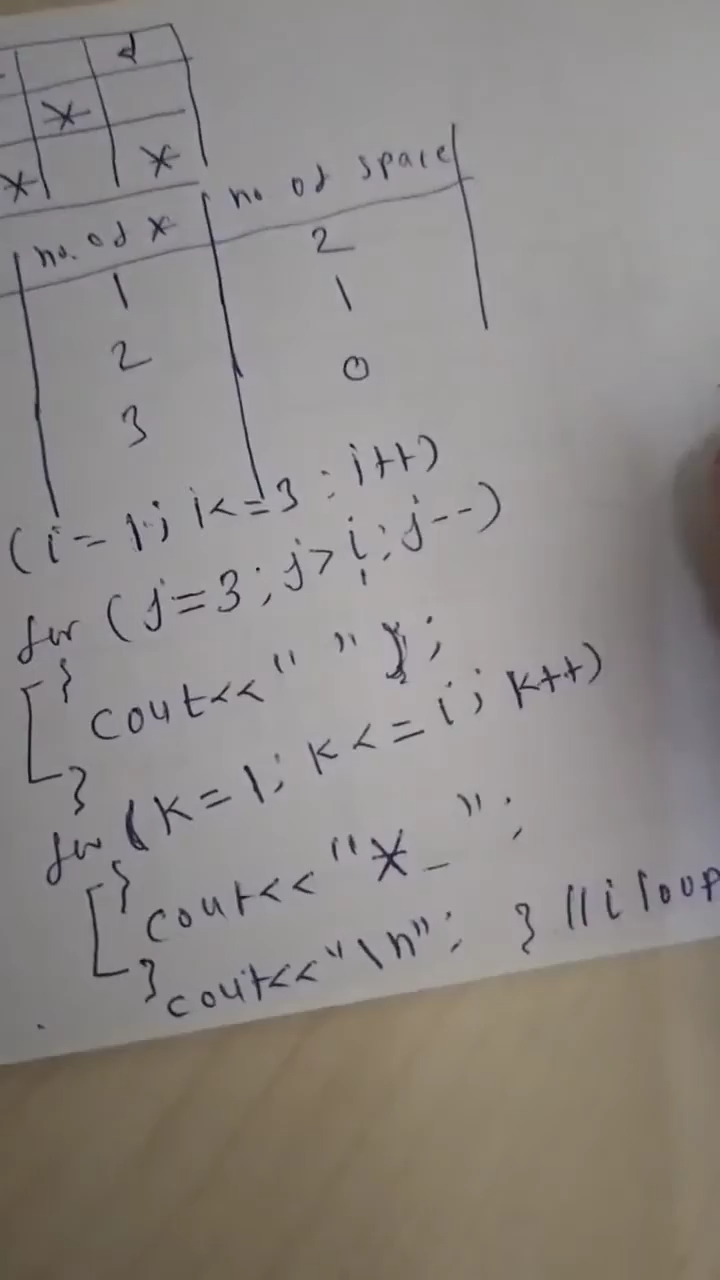 d
*
* *
no. of * no of space
1 2
2 1
3 0
(i=1; i<=3; i++)
for (j=3; j>i; j--)
{
cout<<" ";
}
for (k=1; k<=i; k++)
{
cout<<"*_";
}
cout<<"\n"; } //i loop